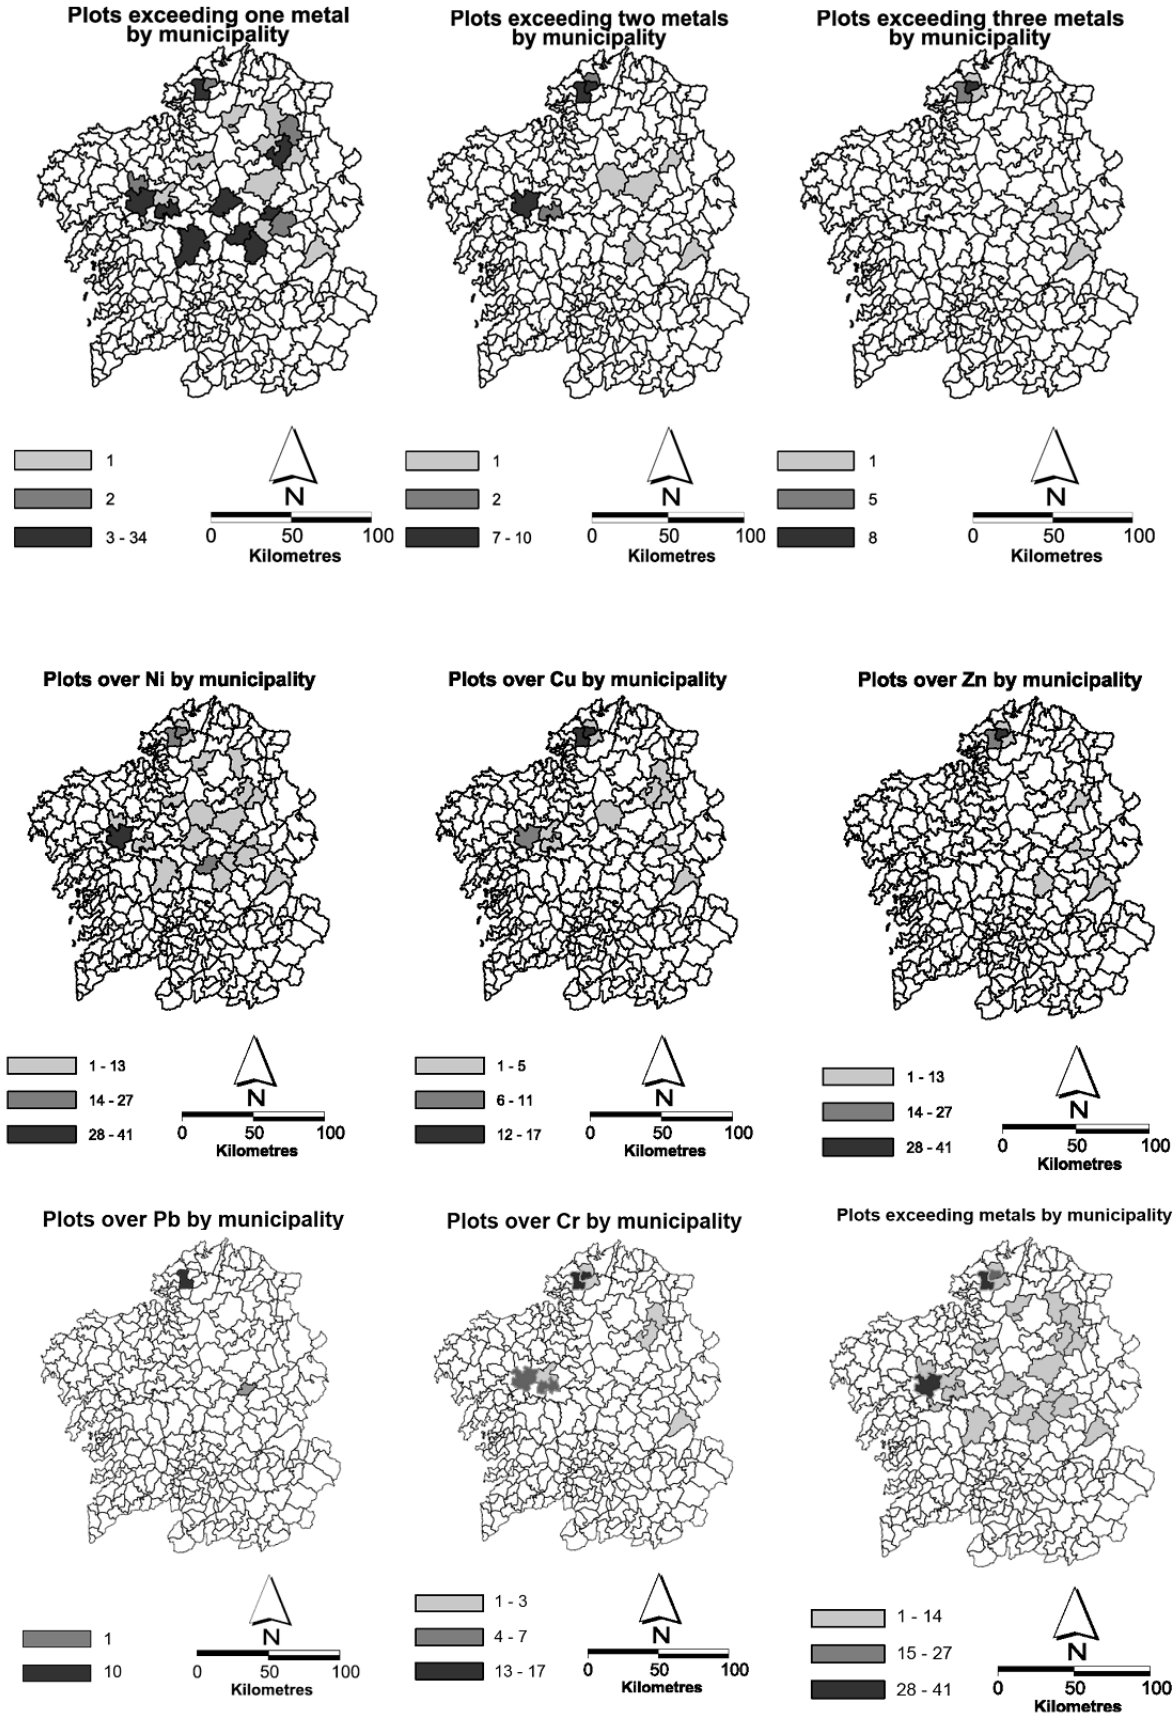 Plots exceeding one metal
by municipality
Plots exceeding two metals
by municipality
Plots exceeding three metals
by municipality
1
2
3 - 34
N
0 50 100
Kilometres
1
2
7 - 10
N
0 50 100
Kilometres
1
5
8
N
0 50 100
Kilometres
Plots over Ni by municipality
Plots over Cu by municipality
Plots over Zn by municipality
1 - 13
14 - 27
28 - 41
N
0 50 100
Kilometres
1 - 5
6 - 11
12 - 17
N
0 50 100
Kilometres
1 - 13
14 - 27
28 - 41
N
0 50 100
Kilometres
Plots over Pb by municipality
Plots over Cr by municipality
Plots exceeding metals by municipality
1
10
N
0 50 100
Kilometres
1 - 3
4 - 7
13 - 17
N
0 50 100
Kilometres
1 - 14
15 - 27
28 - 41
N
0 50 100
Kilometres